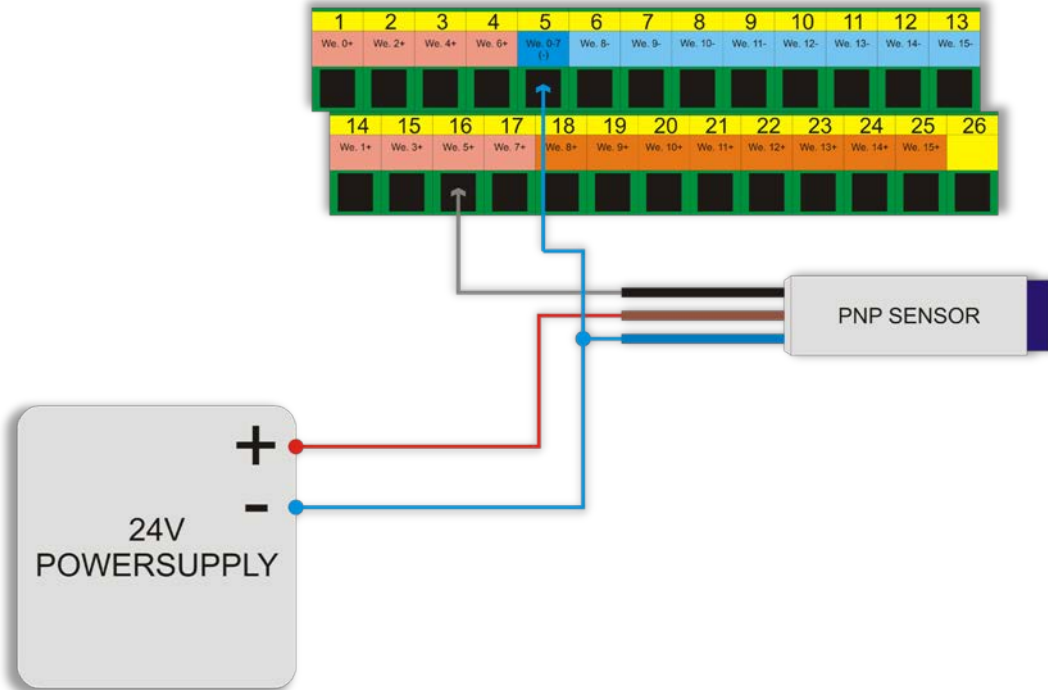 1 2 3 4 5 6 7 8 9 10 11 12 13
We. 0+ We. 2+ We. 4+ We. 6+ We. 0-7 We. 8- We. 9- We. 10- We. 11- We. 12- We. 13- We. 14- We. 15-
(-)
14 15 16 17 18 19 20 21 22 23 24 25 26
We. 1+ We. 3+ We. 5+ We. 7+ We. 8+ We. 9+ We. 10+ We. 11+ We. 12+ We. 13+ We. 14+ We. 15+
PNP SENSOR
+
-
24V
POWERSUPPLY